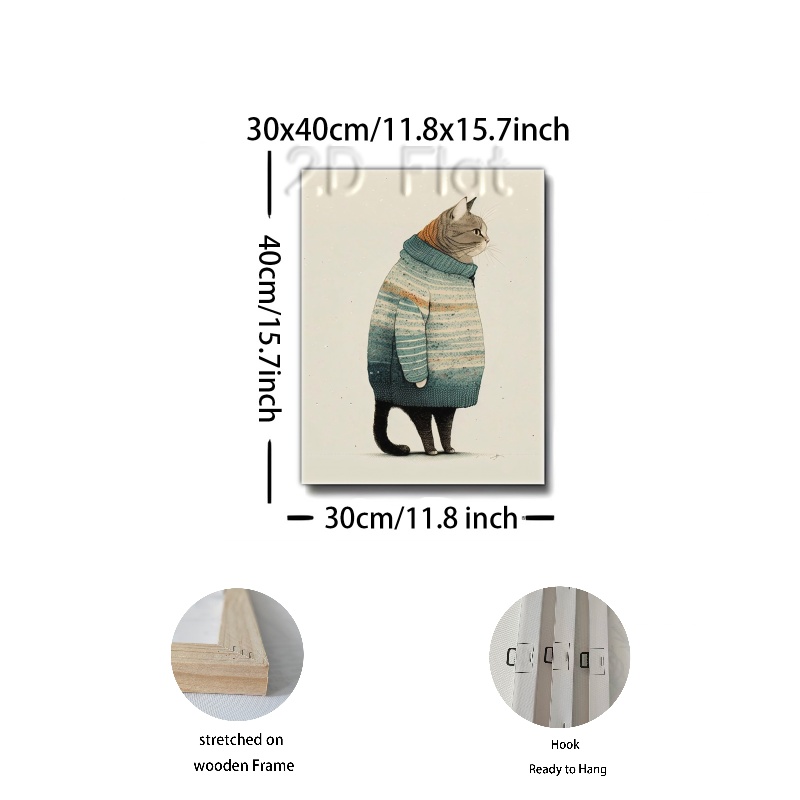 30x40cm/11.8x15.7inch
2.D Flat
40cm/15.7inch
30cm/11.8 inch
stretched on
wooden Frame
Hook
Ready to Hang